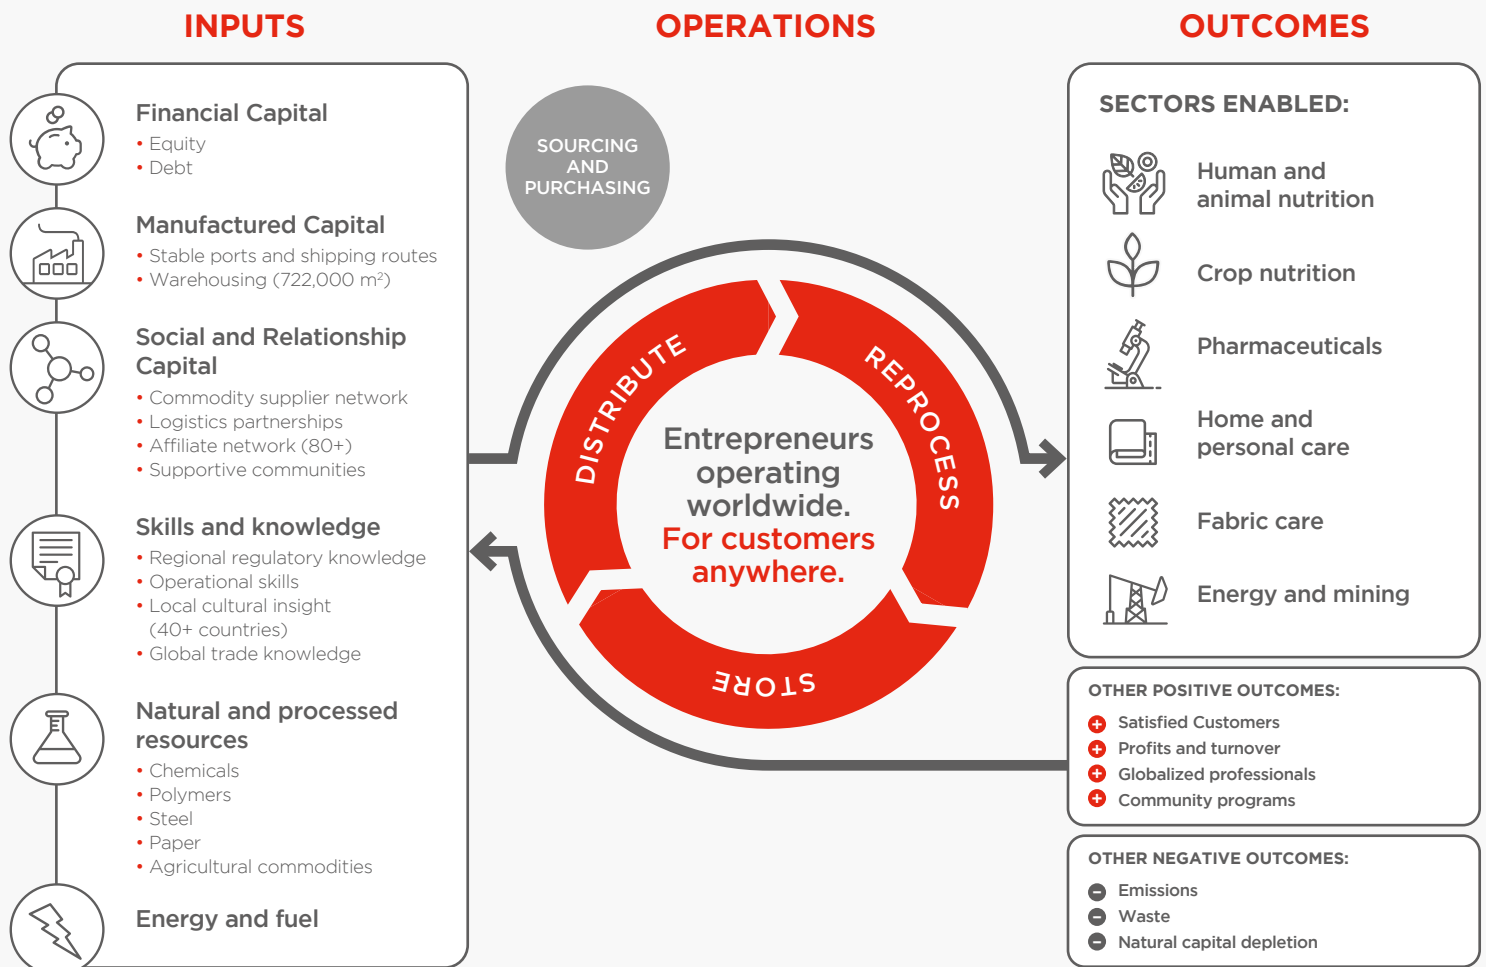 INPUTS
OPERATIONS
OUTCOMES
Financial Capital
• Equity
• Debt
Manufactured Capital
• Stable ports and shipping routes
• Warehousing (722,000 m²)
Social and Relationship
Capital
• Commodity supplier network
• Logistics partnerships
• Affiliate network (80+)
• Supportive communities
Skills and knowledge
• Regional regulatory knowledge
• Operational skills
• Local cultural insight
(40+ countries)
• Global trade knowledge
Natural and processed
resources
• Chemicals
• Polymers
• Steel
• Paper
• Agricultural commodities
Energy and fuel
SOURCING
AND
PURCHASING
DISTRIBUTE
REPROCESS
STORE
Entrepreneurs
operating
worldwide.
For customers
anywhere.
SECTORS ENABLED:
Human and
animal nutrition
Crop nutrition
Pharmaceuticals
Home and
personal care
Fabric care
Energy and mining
OTHER POSITIVE OUTCOMES:
+ Satisfied Customers
+ Profits and turnover
+ Globalized professionals
+ Community programs
OTHER NEGATIVE OUTCOMES:
– Emissions
– Waste
– Natural capital depletion